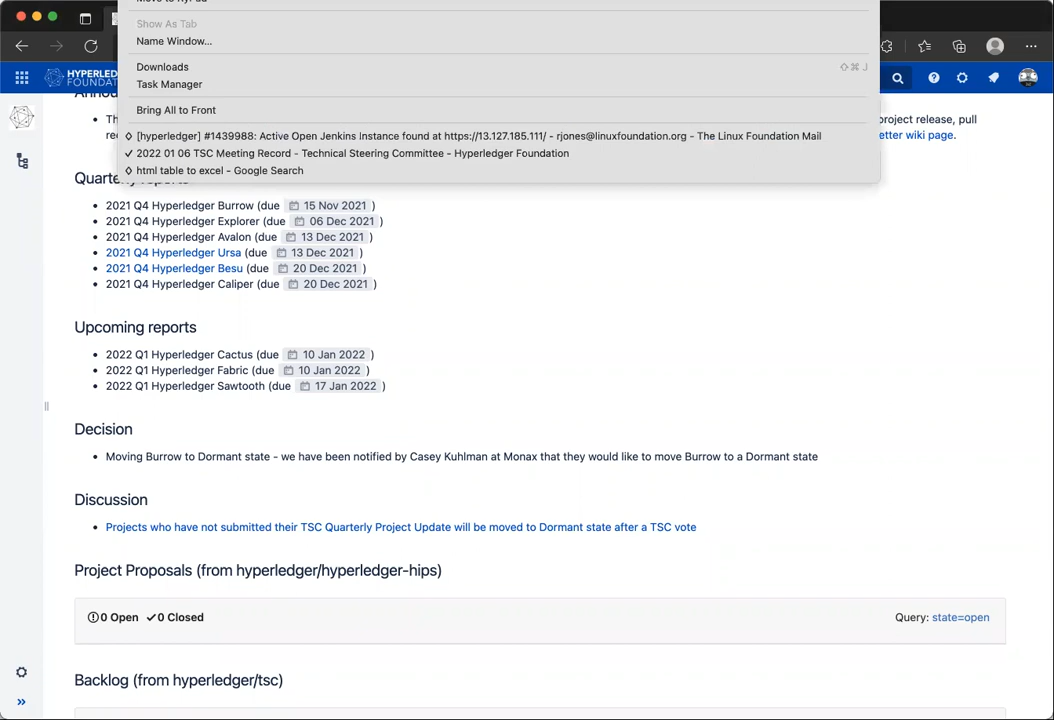 Show As Tab
Name Window...
Downloads ⇧⌘ J
Task Manager
Bring All to Front
[hyperledger] #1439988: Active Open Jenkins Instance found at https://13.127.185.111/ - rjones@linuxfoundation.org - The Linux Foundation Mail
✓ 2022 01 06 TSC Meeting Record - Technical Steering Committee - Hyperledger Foundation
html table to excel - Google Search
project release, pull
etter wiki page.
2021 Q4 Hyperledger Burrow (due 15 Nov 2021 )
2021 Q4 Hyperledger Explorer (due 06 Dec 2021 )
2021 Q4 Hyperledger Avalon (due 13 Dec 2021 )
2021 Q4 Hyperledger Ursa (due 13 Dec 2021 )
2021 Q4 Hyperledger Besu (due 20 Dec 2021 )
2021 Q4 Hyperledger Caliper (due 20 Dec 2021 )
Upcoming reports
2022 Q1 Hyperledger Cactus (due 10 Jan 2022 )
2022 Q1 Hyperledger Fabric (due 10 Jan 2022 )
2022 Q1 Hyperledger Sawtooth (due 17 Jan 2022 )
Decision
Moving Burrow to Dormant state - we have been notified by Casey Kuhlman at Monax that they would like to move Burrow to a Dormant state
Discussion
Projects who have not submitted their TSC Quarterly Project Update will be moved to Dormant state after a TSC vote
Project Proposals (from hyperledger/hyperledger-hips)
0 Open ✓0 Closed Query: state=open
Backlog (from hyperledger/tsc)